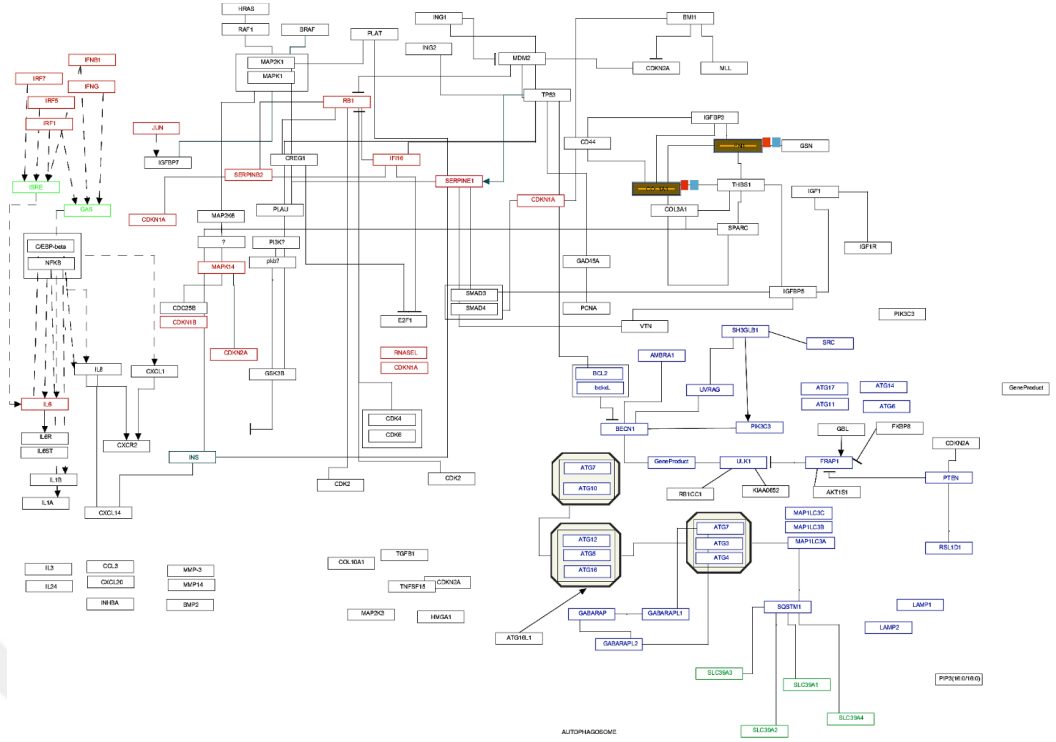 HRAS
RAF1
BRAF
PLAT
ING1
BMI1
ING2
MDM2
CDKN2A
MLL
MAP2K1
MAPK1
IFNB1
IRF7
IFNG
IRF5
IRF1
RB1
TP53
JUN
IGFBP7
CREG1
IFI16
CD44
IGFBP3
FN1
GSN
SERPINB2
SERPINE1
CDKN1A
COL3A1
THBS1
IGF1
ISRE
GAS
CDKN1A
MAP2K6
PLAU
COL3A1
SPARC
IGF1R
C/EBP-beta
NFKB
?
PI3K?
pkb?
MAPK14
GAD45A
SMAD3
SMAD4
IGFBP5
CDC25B
CDKN1B
E2F1
PCNA
VTN
PIK3C3
CDKN2A
RNASEL
CDKN1A
SH3GLB1
SRC
AMBRA1
IL8
CXCL1
GSK3B
BCL2
bclxL
UVRAG
ATG17
ATG14
ATG11
ATG6
GeneProduct
IL6
IL6R
IL6ST
CXCR2
CDK4
CDK6
BECN1
PIK3C3
GBL
FKBP8
CDKN2A
INS
IL1B
IL1A
CXCL14
CDK2
CDK2
ATG7
ATG10
GeneProduct
ULK1
FRAP1
PTEN
RB1CC1
KIAA0652
AKT1S1
ATG12
ATG5
ATG16
ATG7
ATG3
ATG4
MAP1LC3C
MAP1LC3B
MAP1LC3A
RSL1D1
IL3
IL24
CCL3
CXCL20
INHBA
MMP-3
MMP14
BMP2
COL10A1
TGFB1
TNFSF15
CDKN2A
MAP2K3
HMGA1
ATG16L1
GABARAP
GABARAPL1
GABARAPL2
SQSTM1
LAMP1
LAMP2
SLC39A3
SLC39A1
SLC39A4
SLC39A2
PIP3(16:0/16:0)
AUTOPHAGOSOME